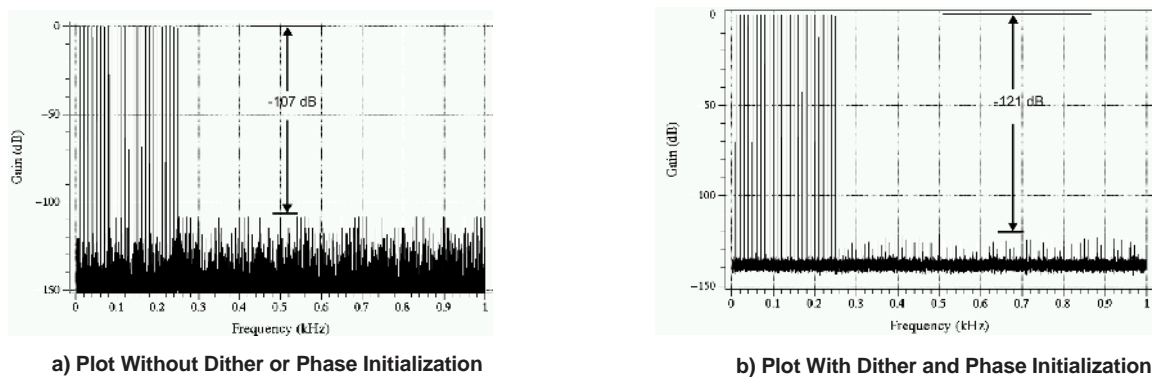 0
-107 dB
−50
Gain (dB)
−100
150
0 0.1 0.2 0.3 0.4 0.5 0.6 0.7 0.8 0.9 1
Frequency (kHz)
a) Plot Without Dither or Phase Initialization
0
-121 dB
50
Gain (dB)
100
−150
0 0.1 0.2 0.3 0.4 0.5 0.6 0.7 0.8 0.9 1
Frequency (kHz)
b) Plot With Dither and Phase Initialization